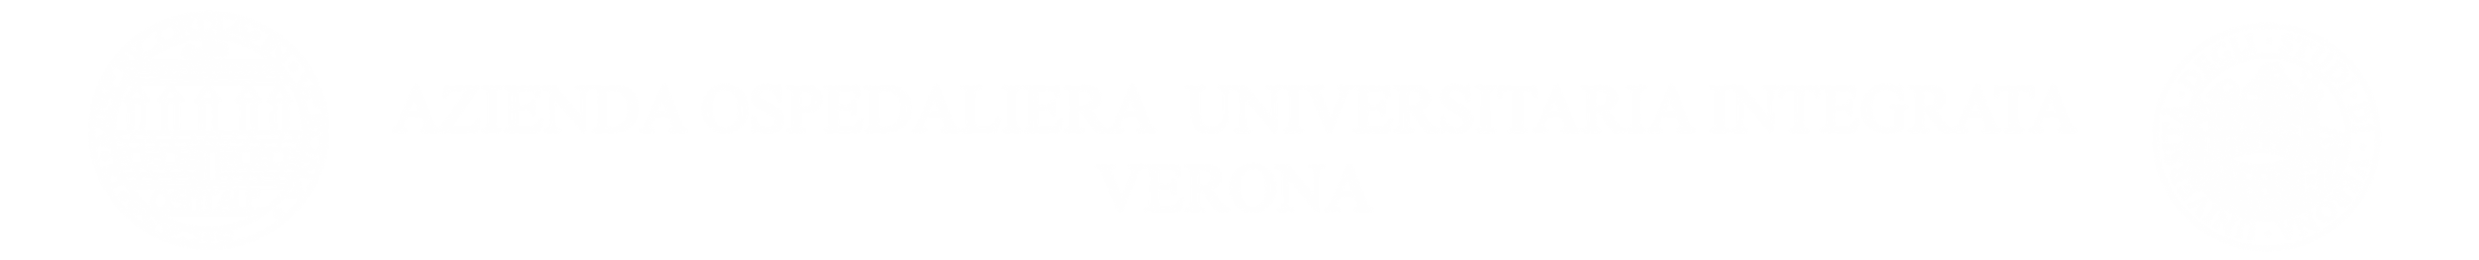 AZIENDA OSPEDALIERA UNIVERSITARIA INTEGRATA
VERONA